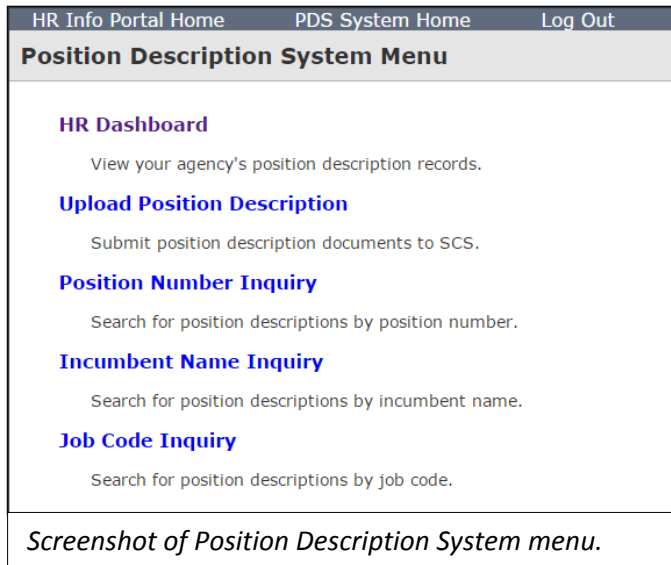 HR Info Portal Home PDS System Home Log Out
Position Description System Menu
HR Dashboard
View your agency's position description records.
Upload Position Description
Submit position description documents to SCS.
Position Number Inquiry
Search for position descriptions by position number.
Incumbent Name Inquiry
Search for position descriptions by incumbent name.
Job Code Inquiry
Search for position descriptions by job code.
Screenshot of Position Description System menu.